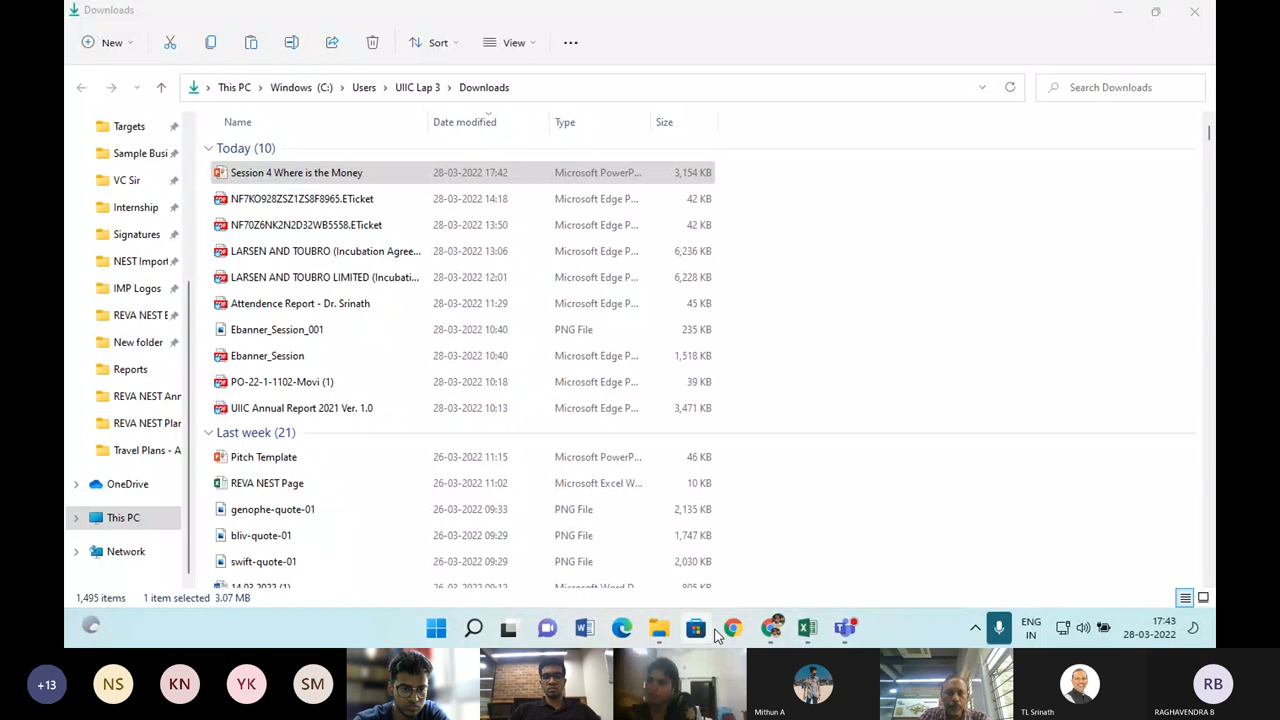 Downloads
New
Sort
View
This PC > Windows (C:) > Users > UIIC Lap 3 > Downloads
Search Downloads
Targets
Sample Busi
VC Sir
Internship
Signatures
NEST Import
IMP Logos
REVA NEST E
New folder
Reports
REVA NEST Anr
REVA NEST Plar
Travel Plans - A
OneDrive
This PC
Network
Name Date modified Type Size
Today (10)
Session 4 Where is the Money 28-03-2022 17:42 Microsoft PowerP... 3,154 KB
NF7KO928ZSZ1ZS8F8965.ETicket 28-03-2022 14:18 Microsoft Edge P... 42 KB
NF70Z6NK2N2D32WB5558.ETicket 28-03-2022 13:50 Microsoft Edge P... 42 KB
LARSEN AND TOUBRO (Incubation Agree... 28-03-2022 13:06 Microsoft Edge P... 6,236 KB
LARSEN AND TOUBRO LIMITED (Incubati... 28-03-2022 12:01 Microsoft Edge P... 6,228 KB
Attendence Report - Dr. Srinath 28-03-2022 11:29 Microsoft Edge P... 45 KB
Ebanner_Session_001 28-03-2022 10:40 PNG File 235 KB
Ebanner_Session 28-03-2022 10:40 Microsoft Edge P... 1,518 KB
PO-22-1-1102-Movi (1) 28-03-2022 10:18 Microsoft Edge P... 39 KB
UIIC Annual Report 2021 Ver. 1.0 28-03-2022 10:13 Microsoft Edge P... 3,471 KB
Last week (21)
Pitch Template 26-03-2022 11:15 Microsoft PowerP... 46 KB
REVA NEST Page 26-03-2022 11:02 Microsoft Excel W... 10 KB
genophe-quote-01 26-03-2022 09:33 PNG File 2,135 KB
bliv-quote-01 26-03-2022 09:29 PNG File 1,747 KB
swift-quote-01 26-03-2022 09:29 PNG File 2,030 KB
14.03.2022 (1) 26-03-2022 09:12 Microsoft Word D... 805 KB
1,495 items 1 item selected 3.07 MB
ENG
IN
17:43
28-03-2022
+13 NS KN YK SM RB
Mithun A TL Srinath RAGHAVENDRA B